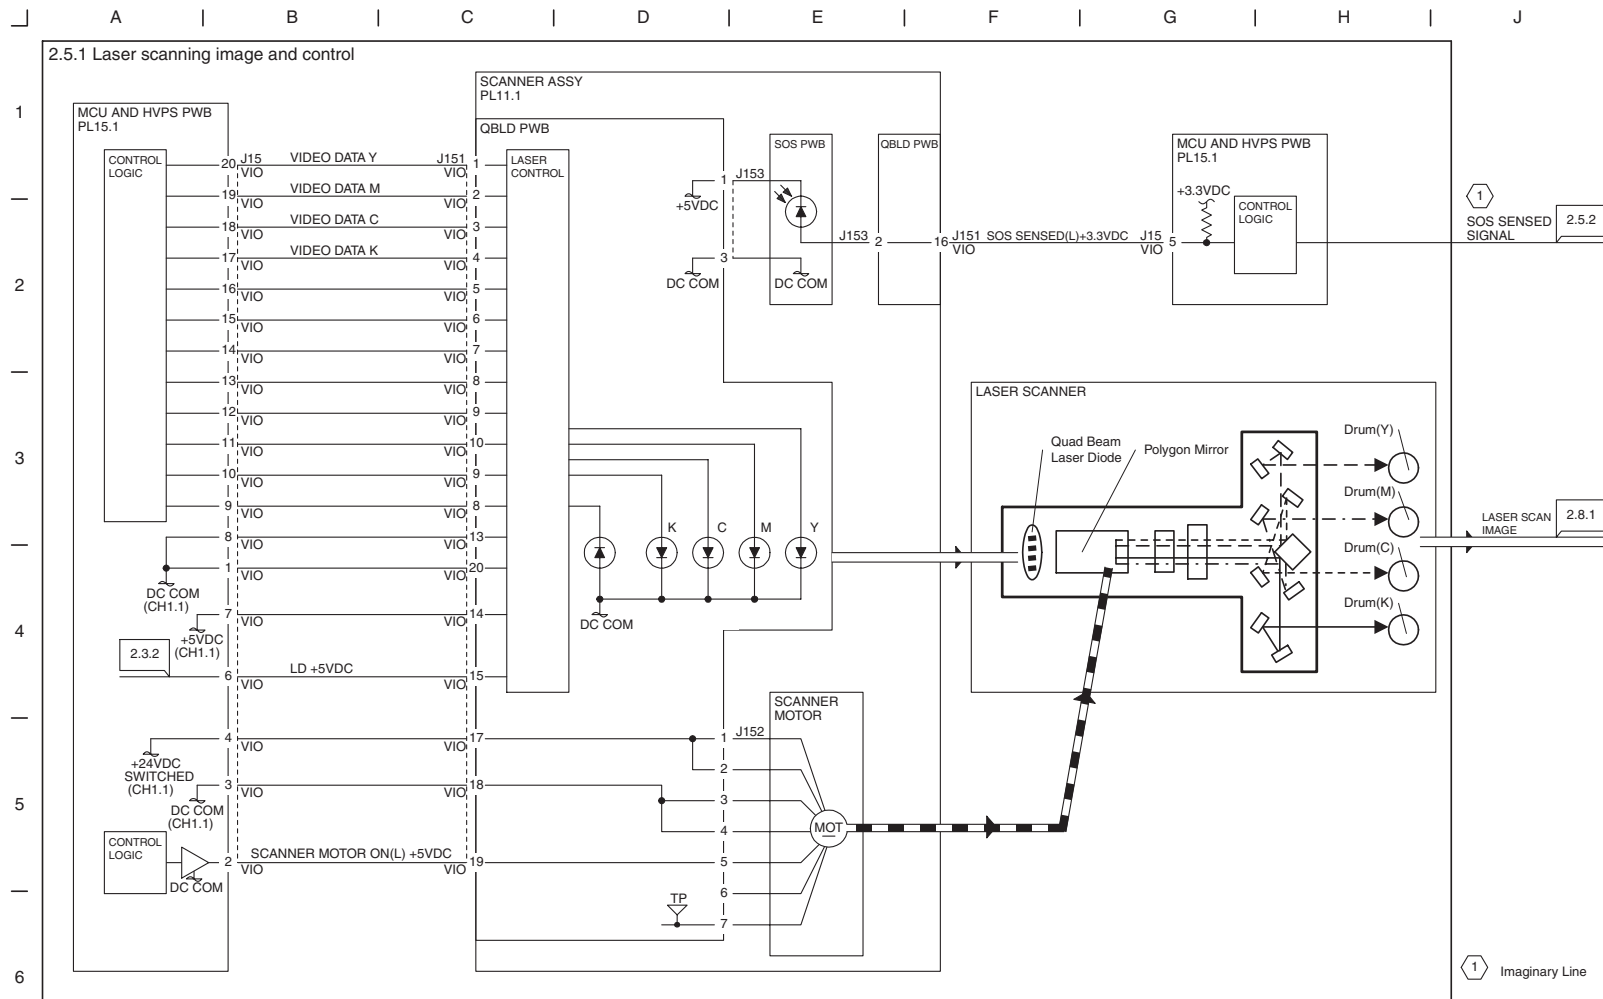 A B C D E F G H J
2.5.1 Laser scanning image and control
1
2
3
4
5
6
MCU AND HVPS PWB
PL15.1
CONTROL
LOGIC
20 J15 VIDEO DATA Y J151 1
VIO VIO
19 VIDEO DATA M 2
VIO VIO
18 VIDEO DATA C 3
VIO VIO
17 VIDEO DATA K 4
VIO VIO
16 5
VIO VIO
15 6
VIO VIO
14 7
VIO VIO
13 8
VIO VIO
12 9
VIO VIO
11 10
VIO VIO
10 9
VIO VIO
9 8
VIO VIO
8 13
VIO VIO
1 20
VIO VIO
DC COM
(CH1.1)
7 14
VIO VIO
+5VDC
(CH1.1)
2.3.2
6 LD +5VDC 15
VIO VIO
4 17
VIO VIO
+24VDC
SWITCHED
(CH1.1)
3 18
VIO VIO
DC COM
(CH1.1)
CONTROL
LOGIC
2 SCANNER MOTOR ON(L) +5VDC 19
VIO VIO
DC COM
SCANNER ASSY
PL11.1
QBLD PWB
LASER
CONTROL
1 J153
+5VDC
3
DC COM
SOS PWB
DC COM
J153 2
QBLD PWB
16 J151 SOS SENSED(L)+3.3VDC J15 5
VIO VIO
MCU AND HVPS PWB
PL15.1
+3.3VDC
CONTROL
LOGIC
1
SOS SENSED
SIGNAL
2.5.2
K C M Y
DC COM
SCANNER
MOTOR
1 J152
2
3
4
5
6
7
TP
MOT
LASER SCANNER
Quad Beam
Laser Diode
Polygon Mirror
Drum(Y)
Drum(M)
Drum(C)
Drum(K)
LASER SCAN
IMAGE
2.8.1
1 Imaginary Line